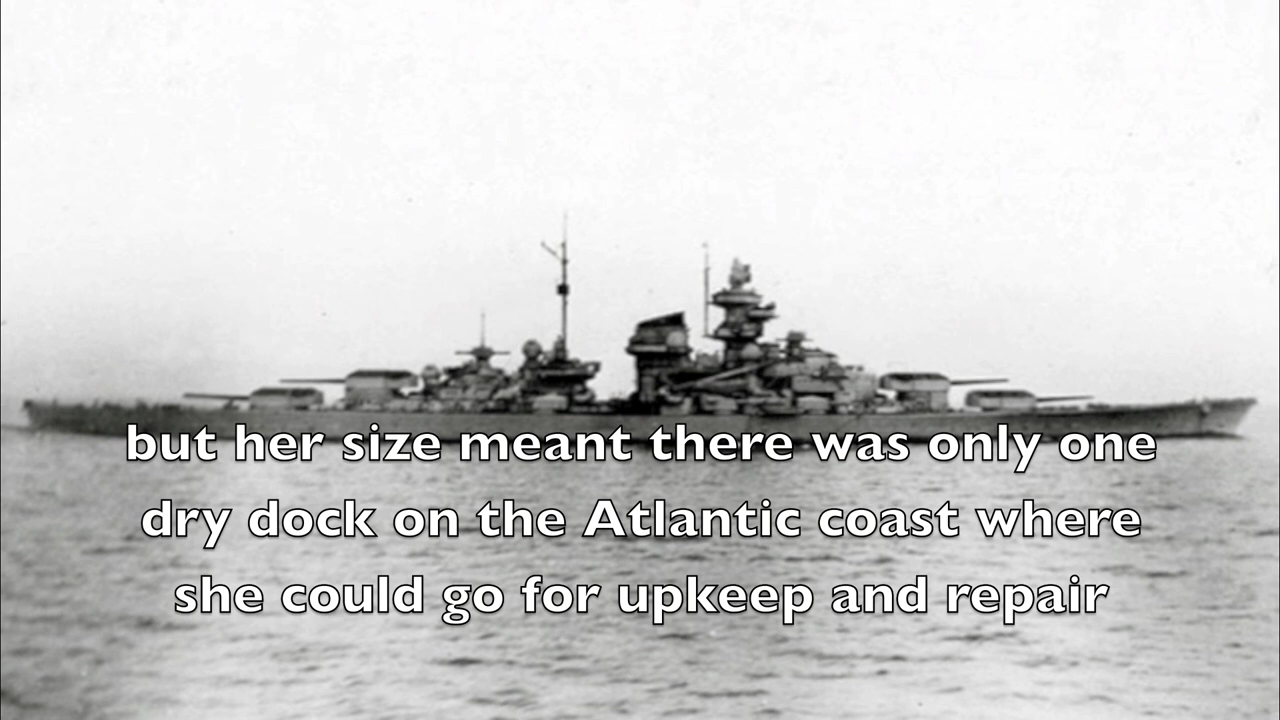 but her size meant there was only one
dry dock on the Atlantic coast where
she could go for upkeep and repair